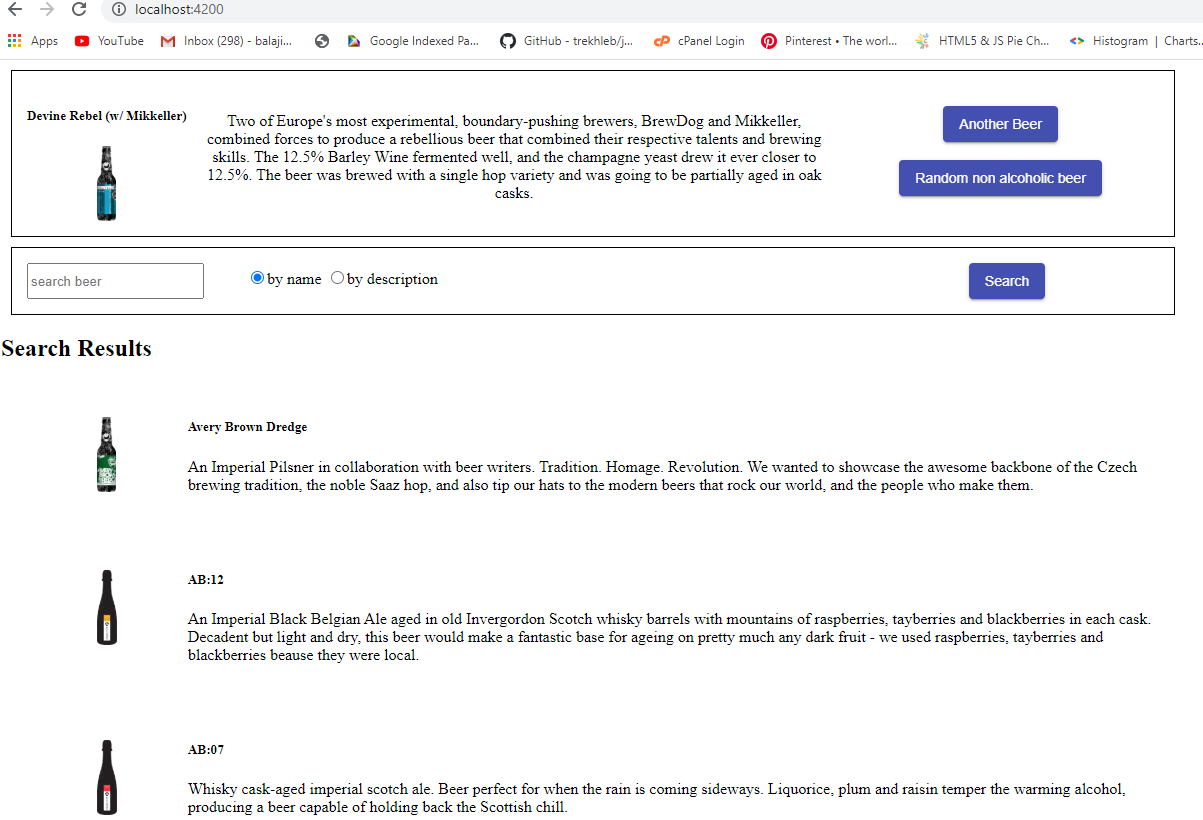 localhost:4200
Apps YouTube Inbox (298) - balaji... Google Indexed Pa... GitHub - trekhleb/j... cPanel Login Pinterest • The worl... HTML5 & JS Pie Ch... Histogram | Charts...
Devine Rebel (w/ Mikkeller)
Two of Europe's most experimental, boundary-pushing brewers, BrewDog and Mikkeller,
combined forces to produce a rebellious beer that combined their respective talents and brewing
skills. The 12.5% Barley Wine fermented well, and the champagne yeast drew it ever closer to
12.5%. The beer was brewed with a single hop variety and was going to be partially aged in oak
casks.
Another Beer
Random non alcoholic beer
search beer by name by description Search
Search Results
Avery Brown Dredge
An Imperial Pilsner in collaboration with beer writers. Tradition. Homage. Revolution. We wanted to showcase the awesome backbone of the Czech
brewing tradition, the noble Saaz hop, and also tip our hats to the modern beers that rock our world, and the people who make them.
AB:12
An Imperial Black Belgian Ale aged in old Invergordon Scotch whisky barrels with mountains of raspberries, tayberries and blackberries in each cask.
Decadent but light and dry, this beer would make a fantastic base for ageing on pretty much any dark fruit - we used raspberries, tayberries and
blackberries beause they were local.
AB:07
Whisky cask-aged imperial scotch ale. Beer perfect for when the rain is coming sideways. Liquorice, plum and raisin temper the warming alcohol,
producing a beer capable of holding back the Scottish chill.